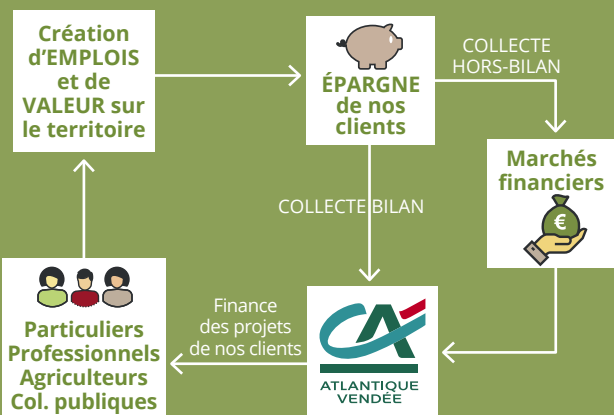 Création
d’EMPLOIS
et de
VALEUR sur
le territoire
ÉPARGNE
de nos
clients
COLLECTE
HORS-BILAN
Marchés
financiers
€
COLLECTE BILAN
Finance
des projets
de nos clients
CA
ATLANTIQUE
VENDÉE
Particuliers
Professionnels
Agriculteurs
Col. publiques